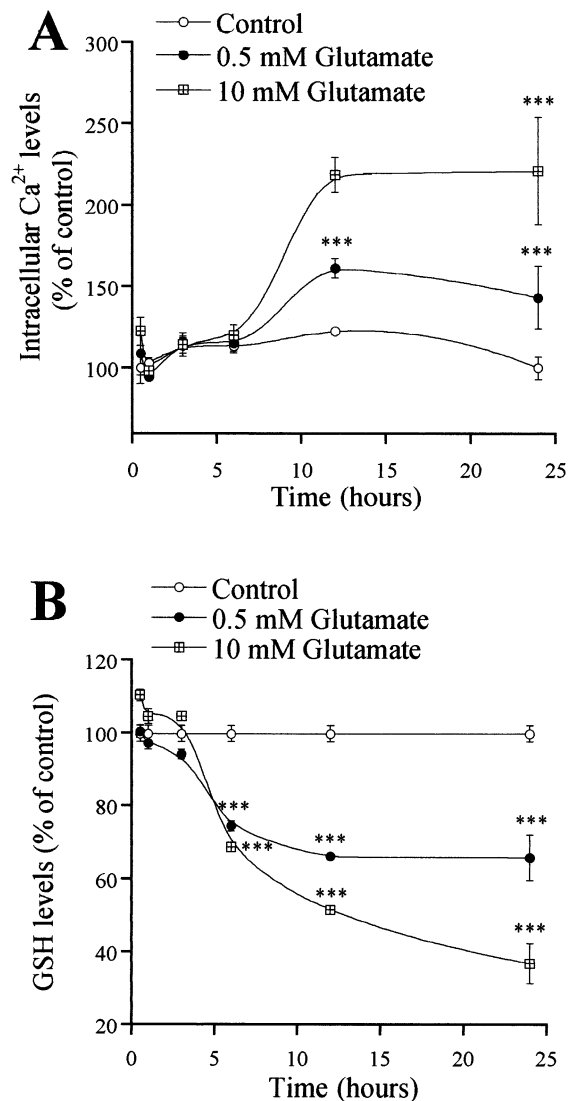 A
Control
0.5 mM Glutamate
10 mM Glutamate
Intracellular Ca²⁺ levels
(% of control)
300
250
200
150
100
***
***
***
0 5 10 15 20 25
Time (hours)
B
Control
0.5 mM Glutamate
10 mM Glutamate
GSH levels (% of control)
120
100
80
60
40
20
***
***
***
***
***
***
0 5 10 15 20 25
Time (hours)